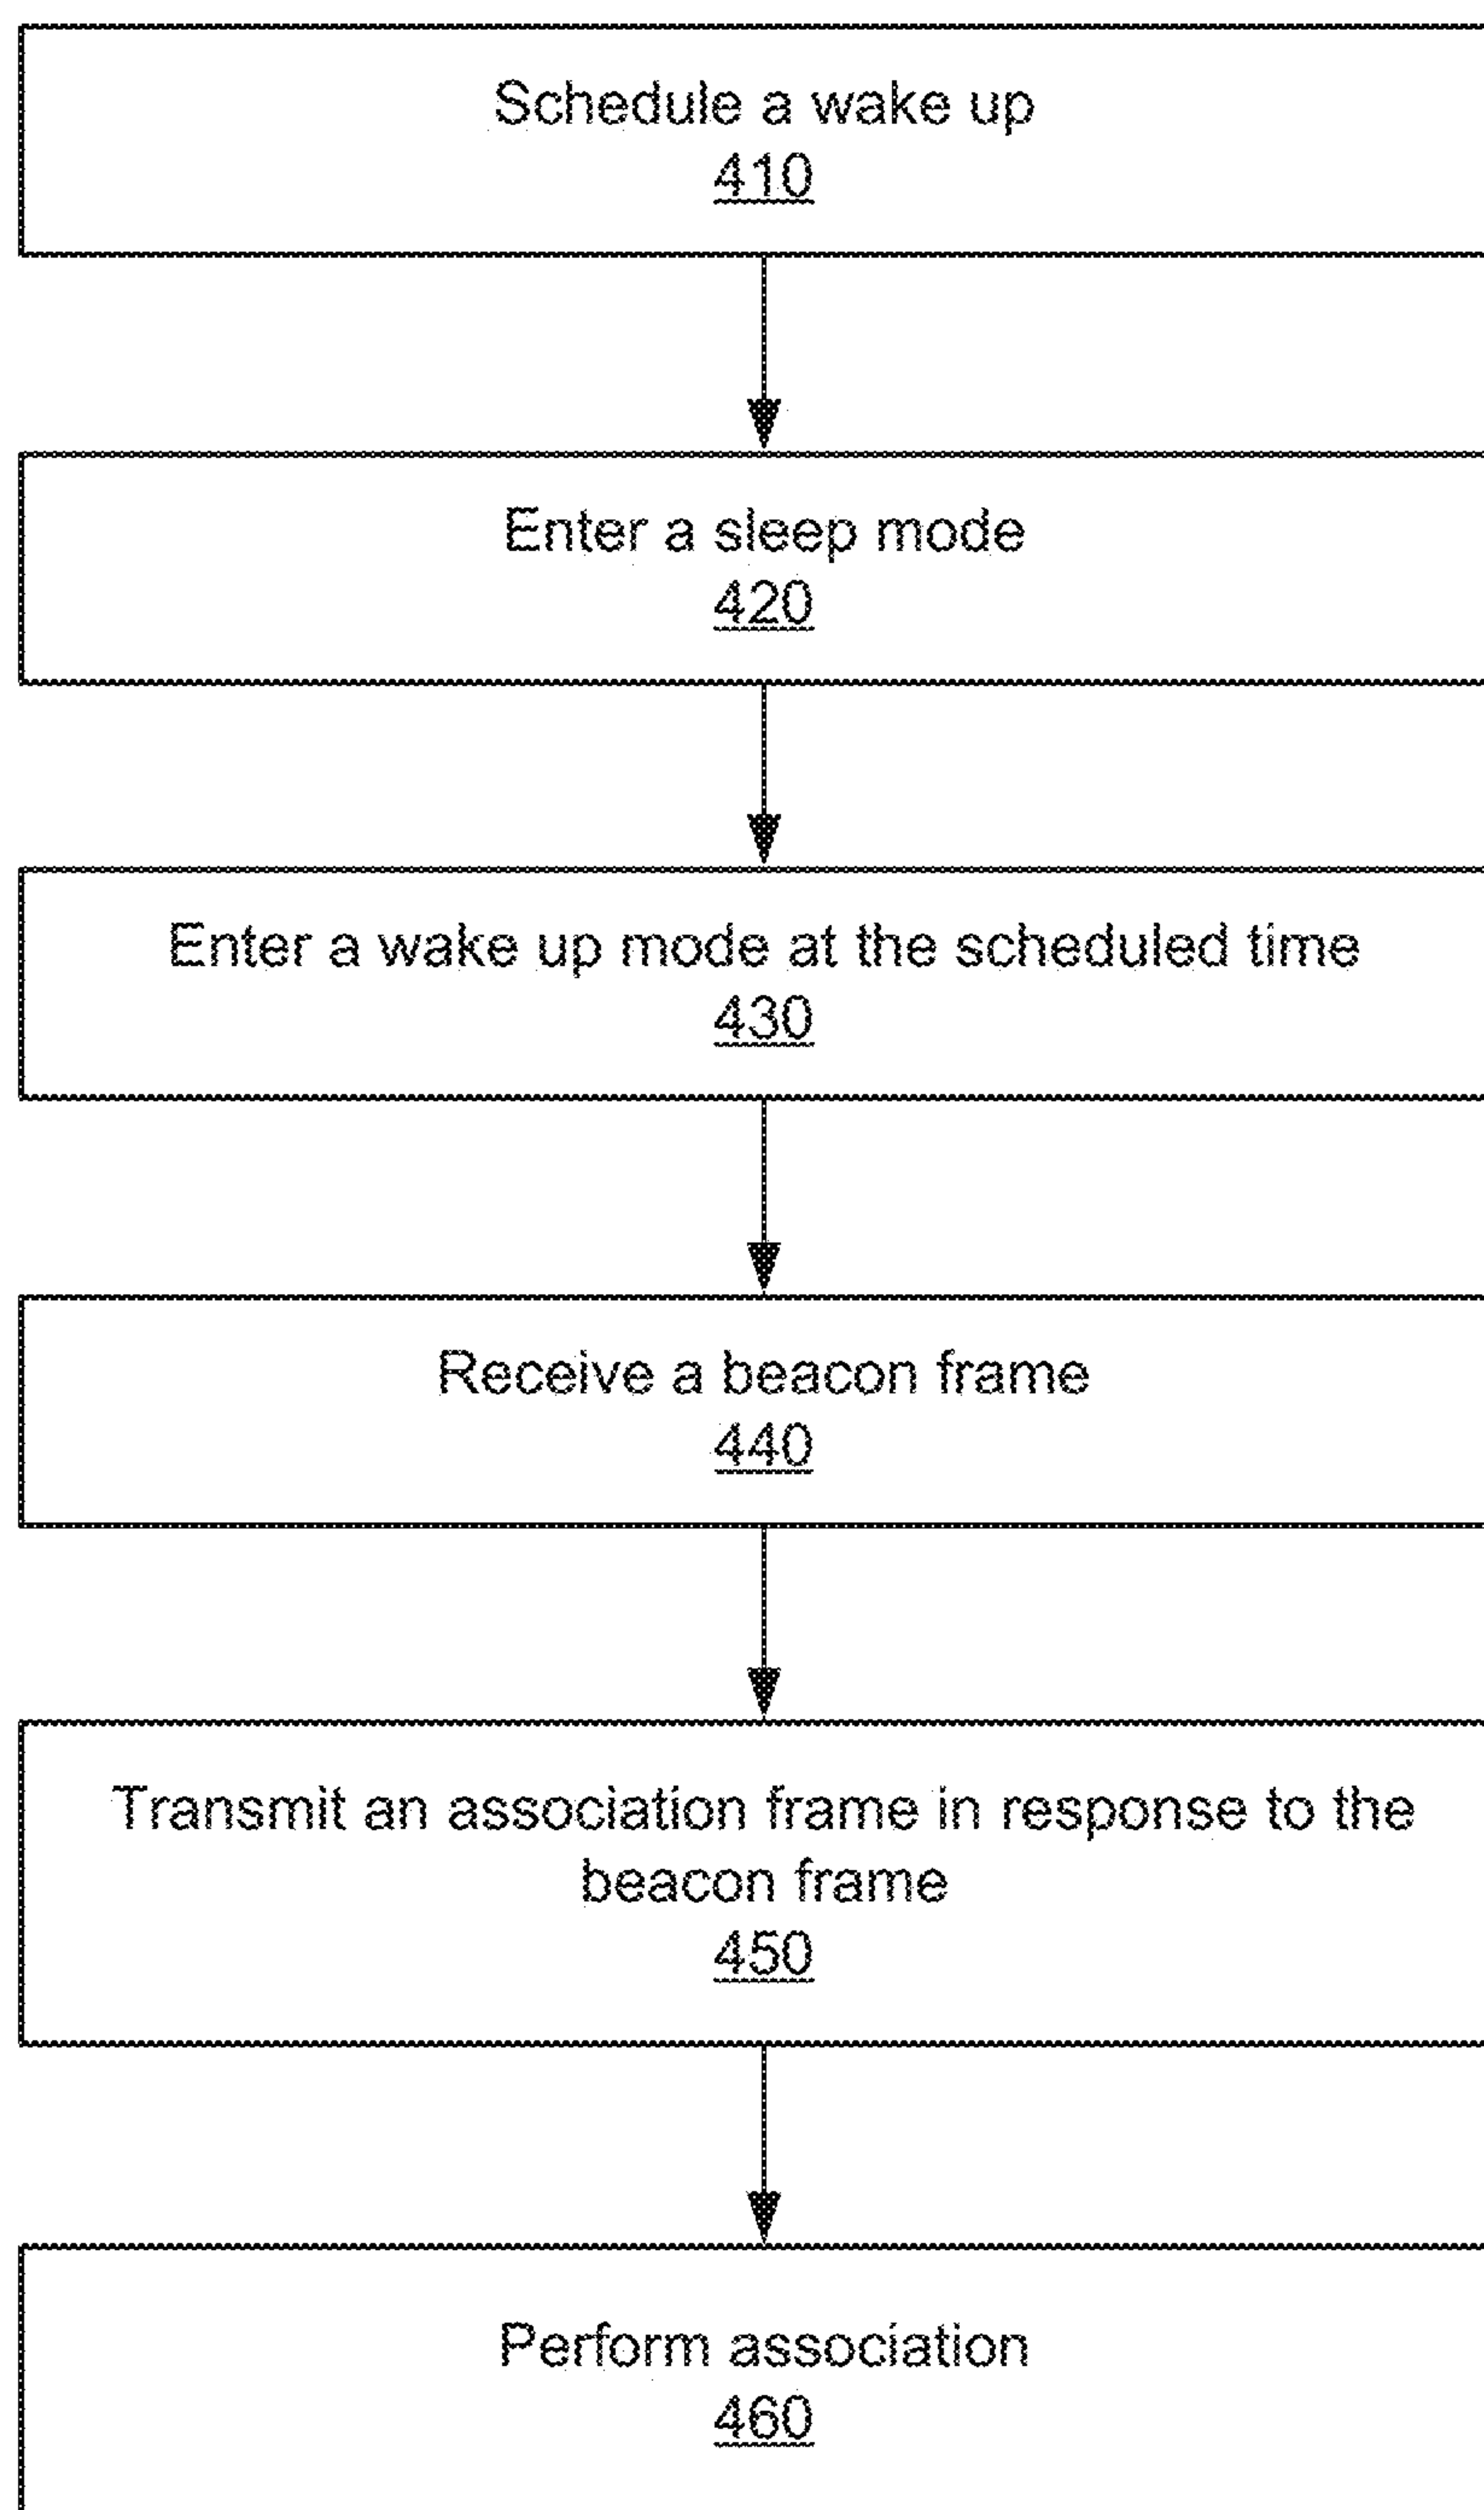 Schedule a wake up
410
Enter a sleep mode
420
Enter a wake up mode at the scheduled time
430
Receive a beacon frame
440
Transmit an association frame in response to the
beacon frame
450
Perform association
460